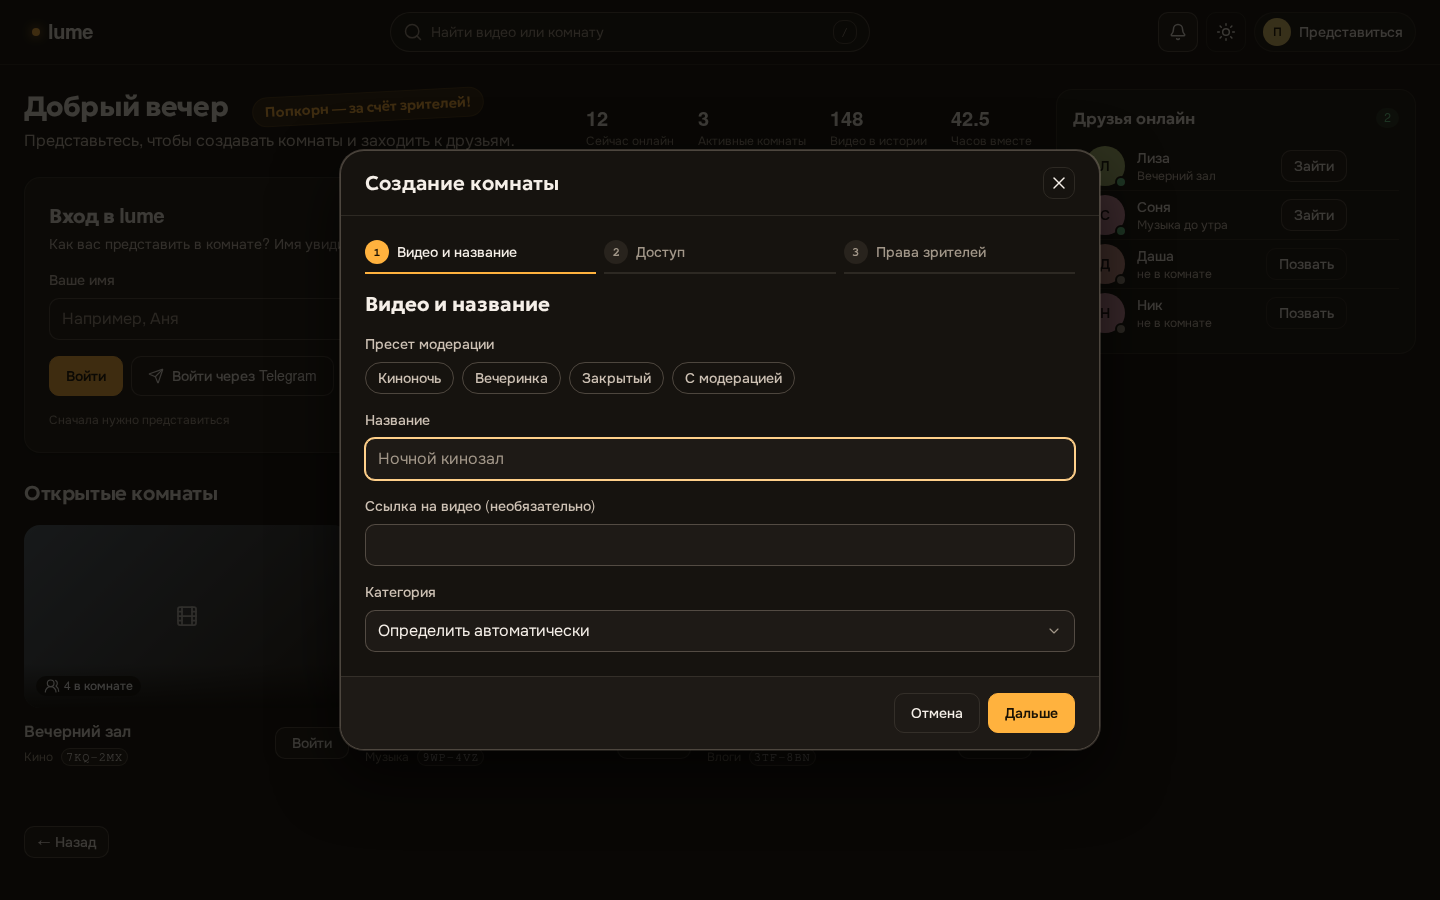 lume
Найти видео или комнату
/
П
Представиться
Добрый вечер
Попкорн — за счёт зрителей!
Представьтесь, чтобы создавать комнаты и заходить к друзьям.
12
Сейчас онлайн
3
Активные комнаты
148
Видео в истории
42.5
Часов вместе
Друзья онлайн
2
Л
Лиза
Вечерний зал
Зайти
С
Соня
Музыка до утра
Зайти
Д
Даша
не в комнате
Позвать
Н
Ник
не в комнате
Позвать
Вход в lume
Как вас представить в комнате? Имя
Ваше имя
Например, Аня
Войти
Войти через Telegram
Сначала нужно представиться
Открытые комнаты
4 в комнате
Вечерний зал
Кино
7KQ-2MX
Войти
Музыка
9WP-4VZ
Влоги
3TF-8BN
← Назад
Создание комнаты
1
Видео и название
2
Доступ
3
Права зрителей
Видео и название
Пресет модерации
Киноночь
Вечеринка
Закрытый
С модерацией
Название
Ночной кинозал
Ссылка на видео (необязательно)
Категория
Определить автоматически
Отмена
Дальше